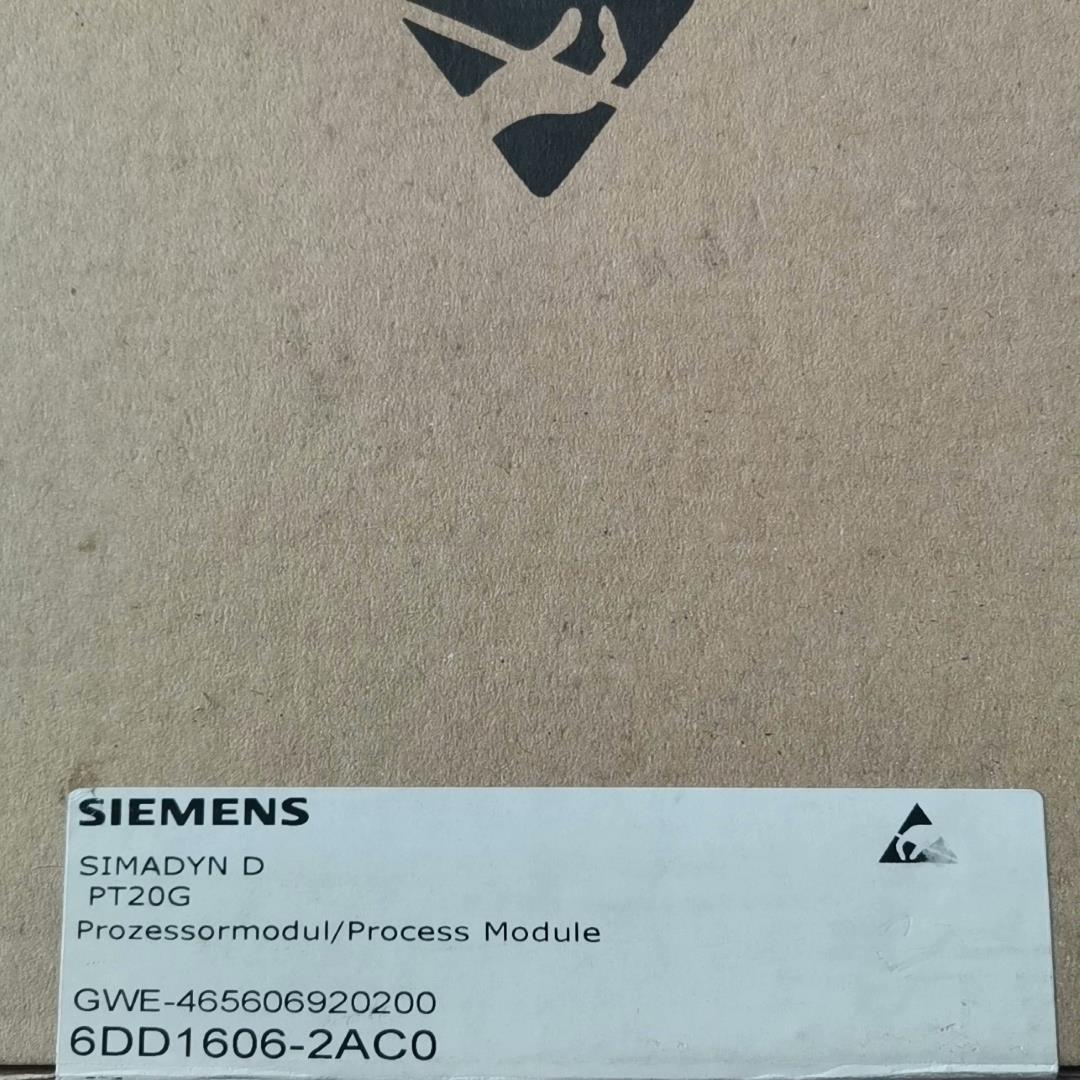 SIEMENS
SIMADYN D
PT20G
Prozessormodul/Process Module
GWE-465606920200
6DD1606-2AC0